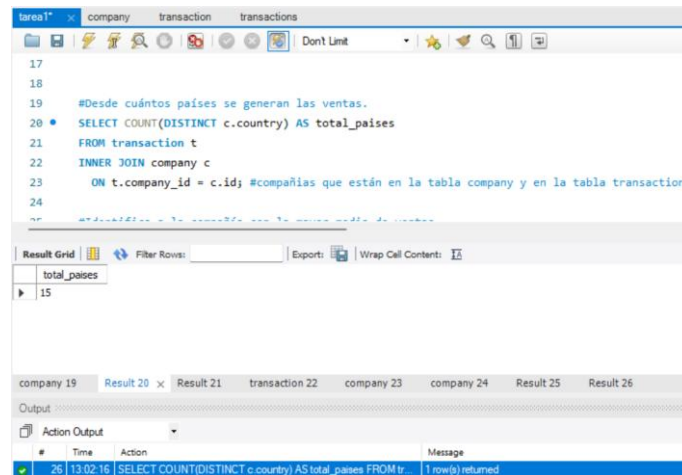 tarea1* × company transaction transactions
Don't Limit
17
18
19 #Desde cuántos países se generan las ventas.
20 SELECT COUNT(DISTINCT c.country) AS total_paises
21 FROM transaction t
22 INNER JOIN company c
23 ON t.company_id = c.id; #compañias que están en la tabla company y en la tabla transaction
24
Result Grid Filter Rows: Export: Wrap Cell Content:
total_paises
15
company 19 Result 20 × Result 21 transaction 22 company 23 company 24 Result 25 Result 26
Output
Action Output
# Time Action Message
26 13:02:16 SELECT COUNT(DISTINCT c.country) AS total_paises FROM tr... 1 row(s) returned